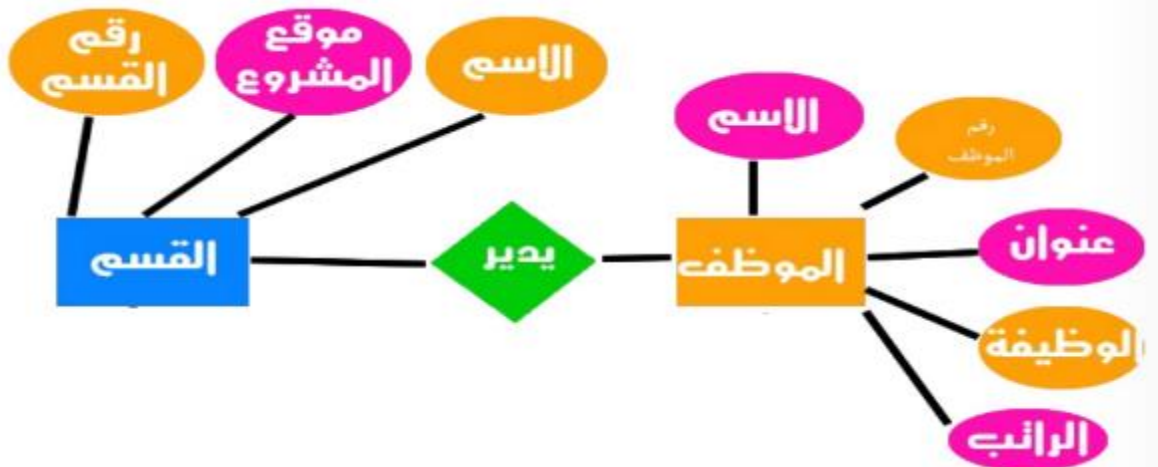 رقم
القسم
موقع
المشروع
الاسم
الاسم
رقم
الموظف
القسم
يدير
الموظف
عنوان
الوظيفة
الراتب